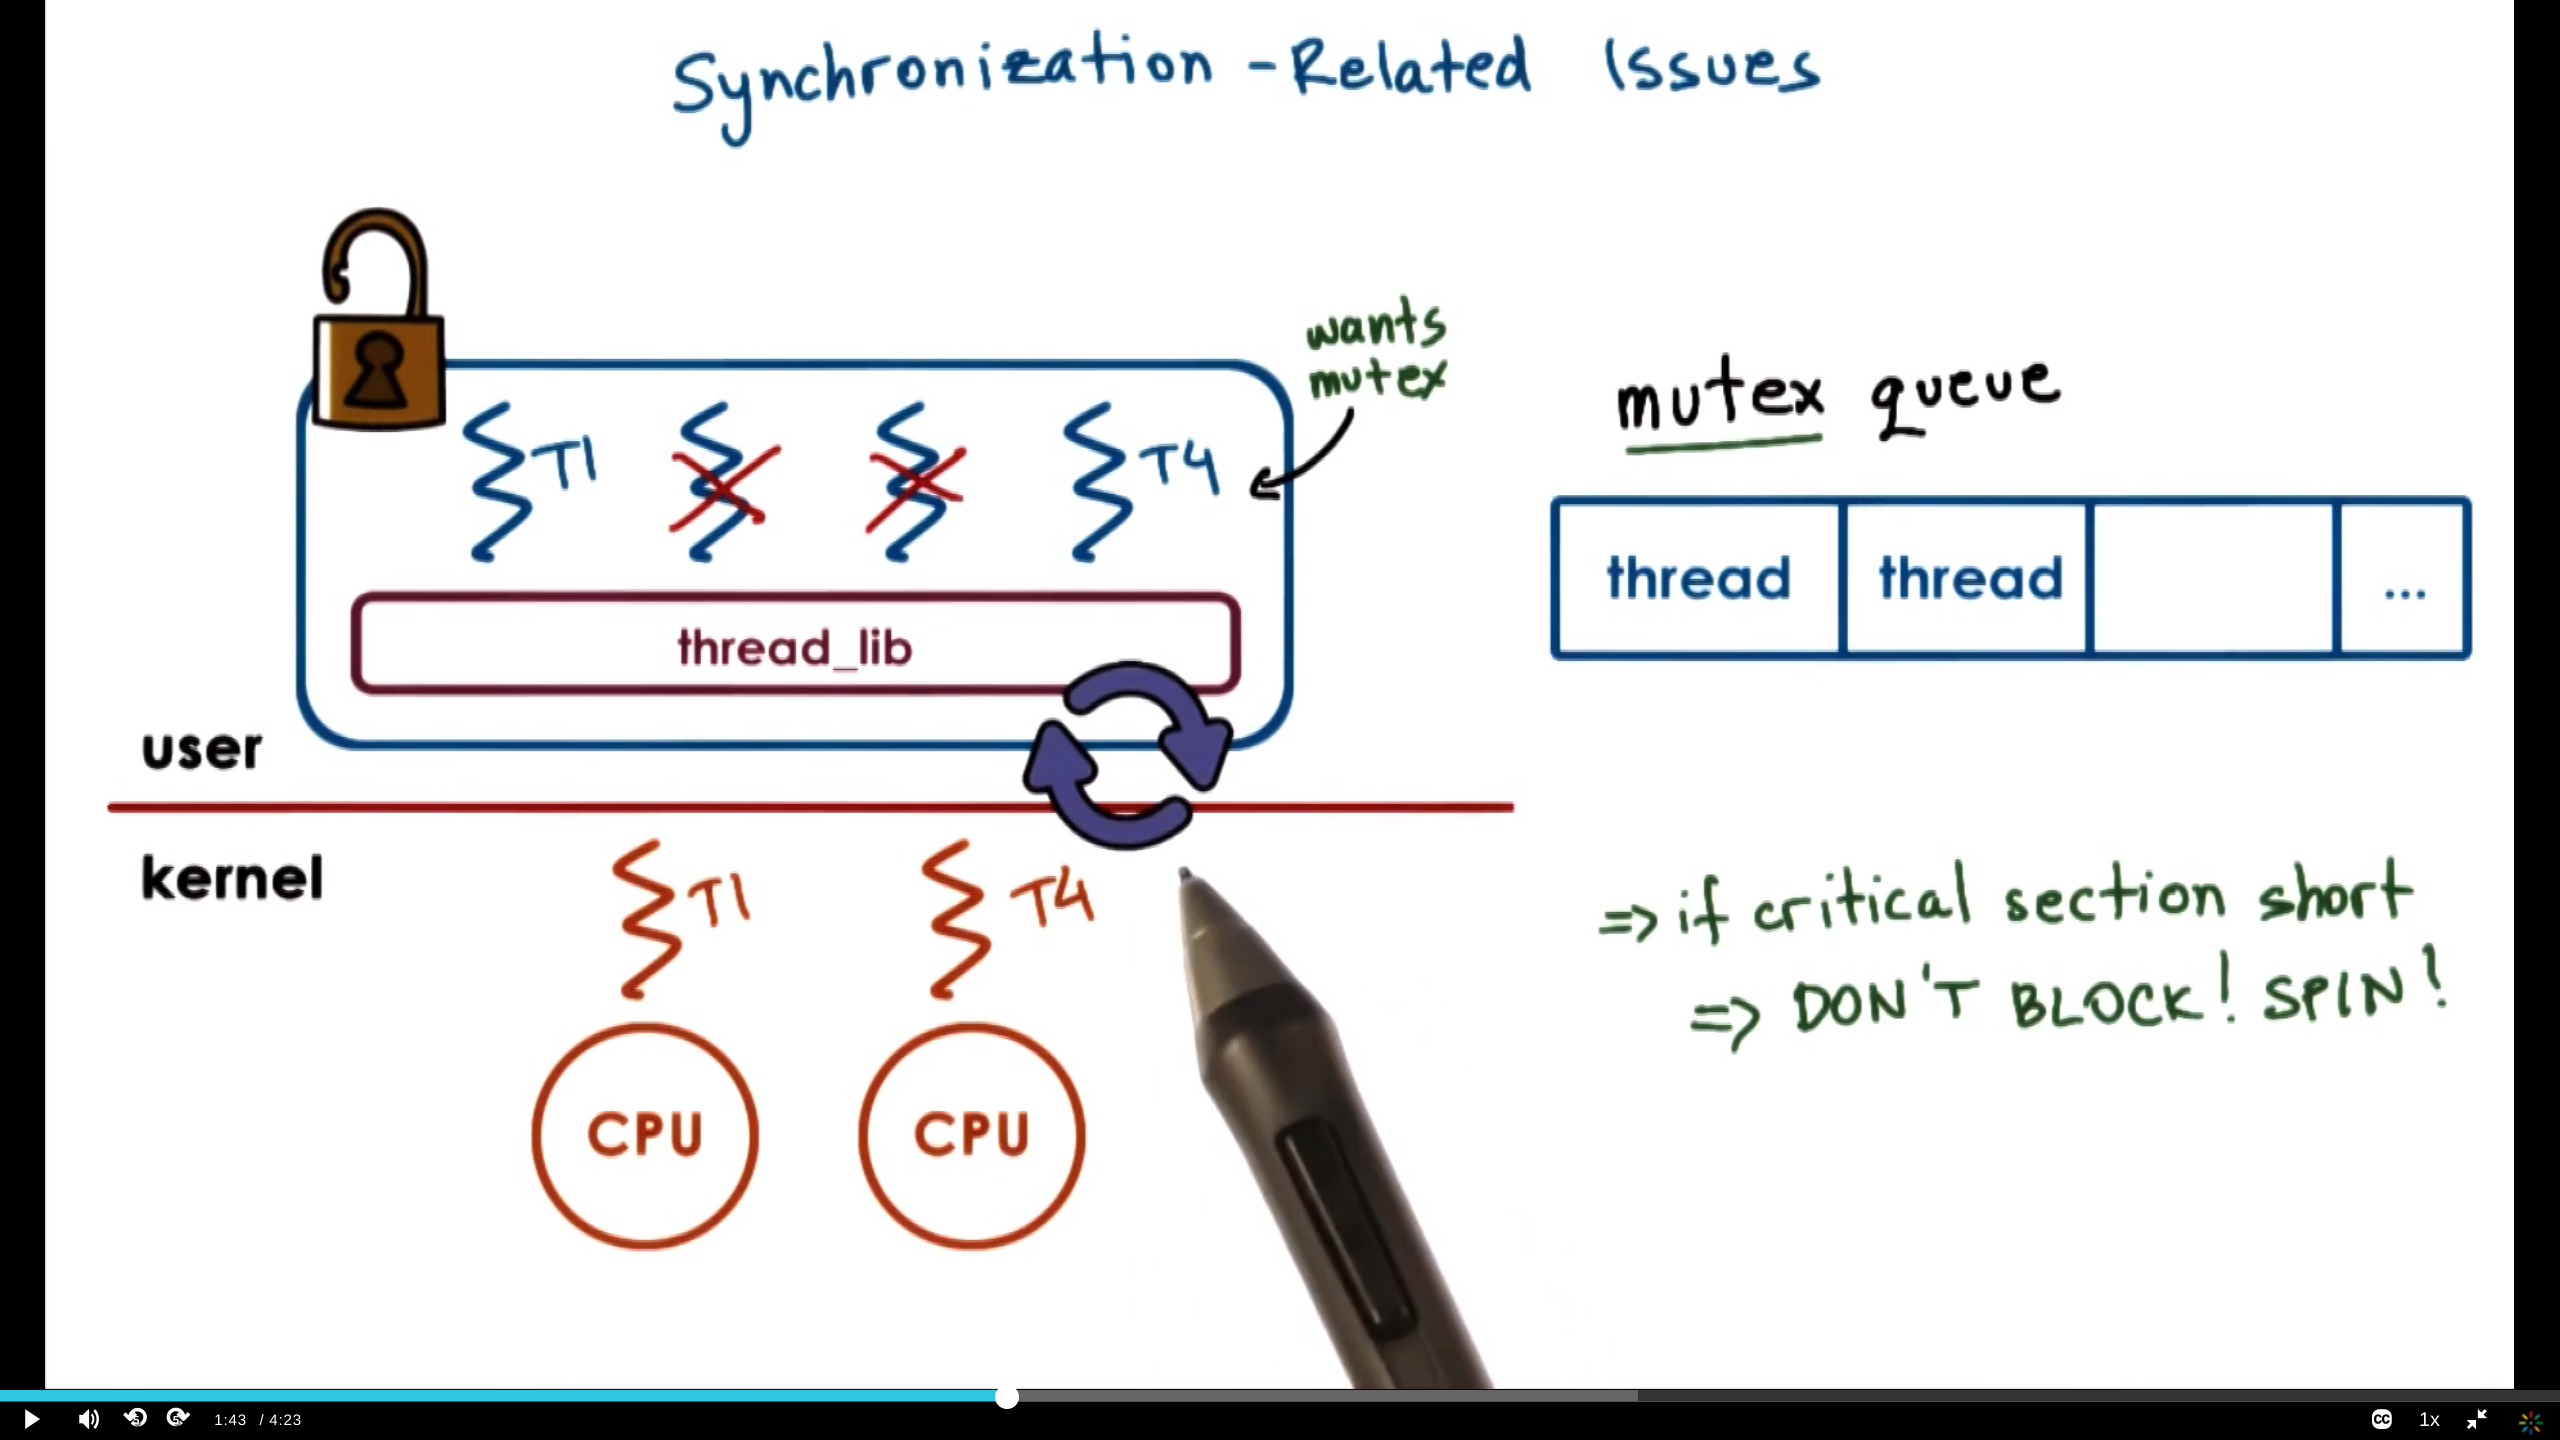 Synchronization - Related Issues
wants
mutex
T1
T4
thread_lib
mutex queue
thread
thread
...
user
kernel
T1
T4
CPU
CPU
=> if critical section short
=> DON'T BLOCK! SPIN!
1:43 / 4:23
CC
1x